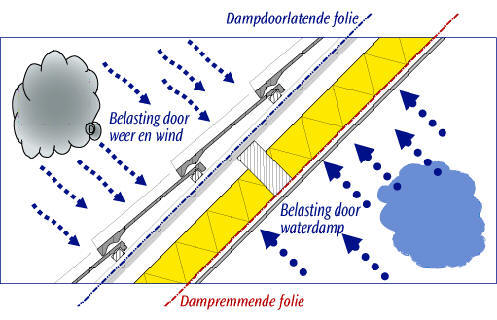 Dampdoorlatende folie
Belasting door
weer en wind
Belasting door
waterdamp
Dampremmende folie